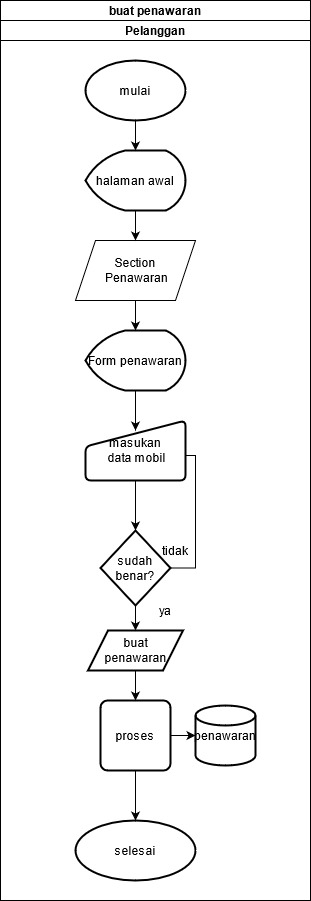 buat penawaran
Pelanggan
mulai
halaman awal
Section
Penawaran
Form penawaran
masukan
data mobil
sudah
benar?
tidak
ya
buat
penawaran
proses
penawaran
selesai